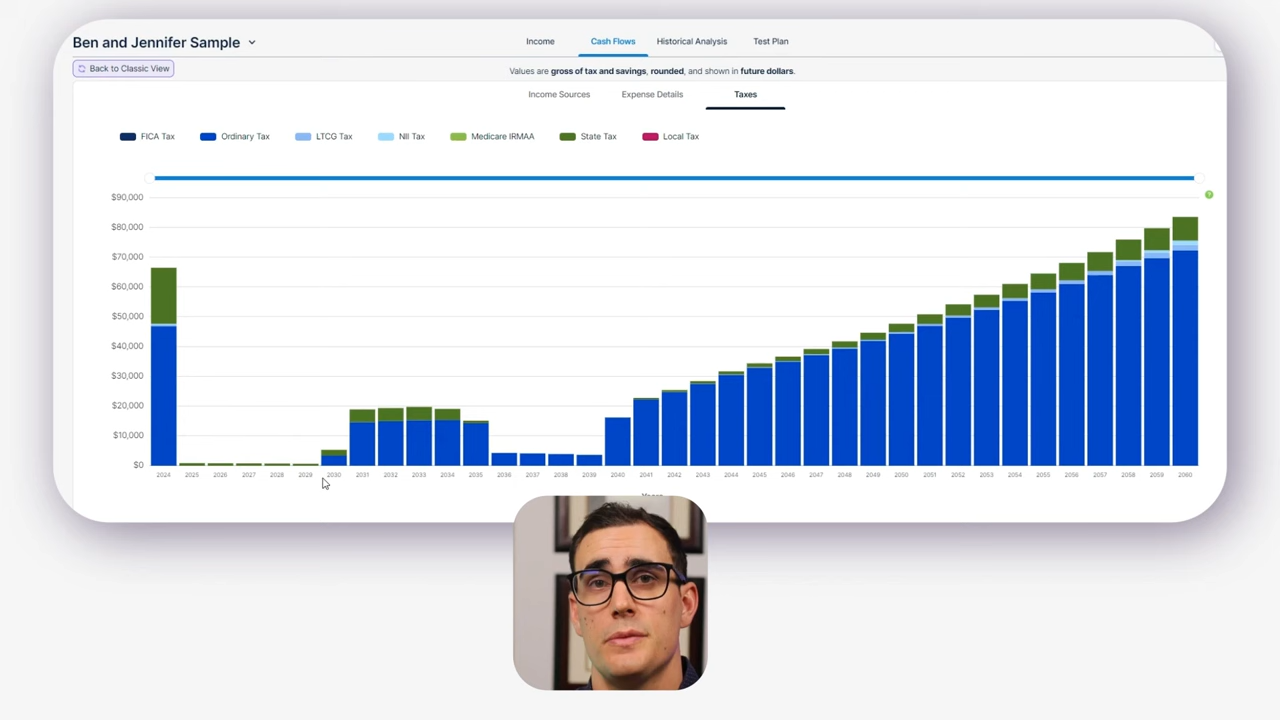 Ben and Jennifer Sample
Income Cash Flows Historical Analysis Test Plan
Back to Classic View
Values are gross of tax and savings, rounded, and shown in future dollars.
Income Sources Expense Details Taxes
FICA Tax Ordinary Tax LTCG Tax NII Tax Medicare IRMAA State Tax Local Tax
$90,000
$80,000
$70,000
$60,000
$50,000
$40,000
$30,000
$20,000
$10,000
$0
2024 2025 2026 2027 2028 2029 2030 2031 2032 2033 2034 2035 2036 2037 2038 2039 2040 2041 2042 2043 2044 2045 2046 2047 2048 2049 2050 2051 2052 2053 2054 2055 2056 2057 2058 2059 2060